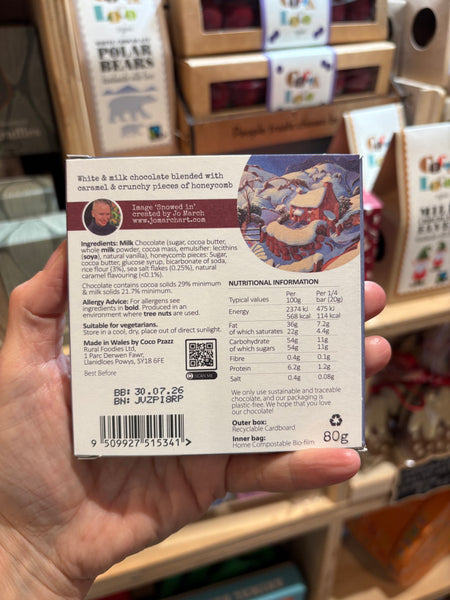 WHITE CHOCOLATE
POLAR
BEARS
COCO
LOCO
COCO
LOCO
White & milk chocolate blended with
caramel & crunchy pieces of honeycomb
Image 'Snowed in'
created by Jo March
www.jomarchart.com
Ingredients: Milk Chocolate (sugar, cocoa butter,
whole milk powder, cocoa mass, emulsifier: lecithins
(soya), natural vanilla), honeycomb pieces: Sugar,
cocoa butter, glucose syrup, bicarbonate of soda,
rice flour (3%), sea salt flakes (0.25%), natural
caramel flavouring (<0.1%).
Chocolate contains cocoa solids 29% minimum
& milk solids 21.7% minimum.
Allergy Advice: For allergens see
ingredients in bold. Produced in an
environment where tree nuts are used.
Suitable for vegetarians.
Store in a cool, dry place out of direct sunlight.
Made in Wales by Coco Pzazz
Rural Foodies Ltd,
1 Parc Derwen Fawr,
Llanidloes Powys, SY18 6FE
SCAN ME
Best Before
BB: 30.07.26
BN: JVZP18RP
9 509927 515341 >
NUTRITIONAL INFORMATION
Typical values Per 100g Per 1/4 bar (20g)
Energy 2374 kJ 475 kJ
568 kcal 114 kcal
Fat 36g 7.2g
of which saturates 22g 4.4g
Carbohydrate 54g 11g
of which sugars 54g 11g
Fibre 0.4g 0.1g
Protein 6.2g 1.2g
Salt 0.4g 0.08g
We only use sustainable and traceable
chocolate, and our packaging is
plastic-free. We hope that you love
our chocolate!
Outer box:
Recyclable Cardboard
Inner bag:
Home Compostable Bio-film
80g